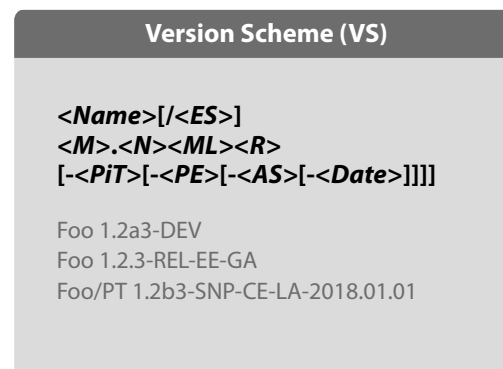 Version Scheme (VS)
<Name>[/<ES>]
<M>.<N><ML><R>
[-<PiT>[-<PE>[-<AS>[-<Date>]]]]
Foo 1.2a3-DEV
Foo 1.2.3-REL-EE-GA
Foo/PT 1.2b3-SNP-CE-LA-2018.01.01